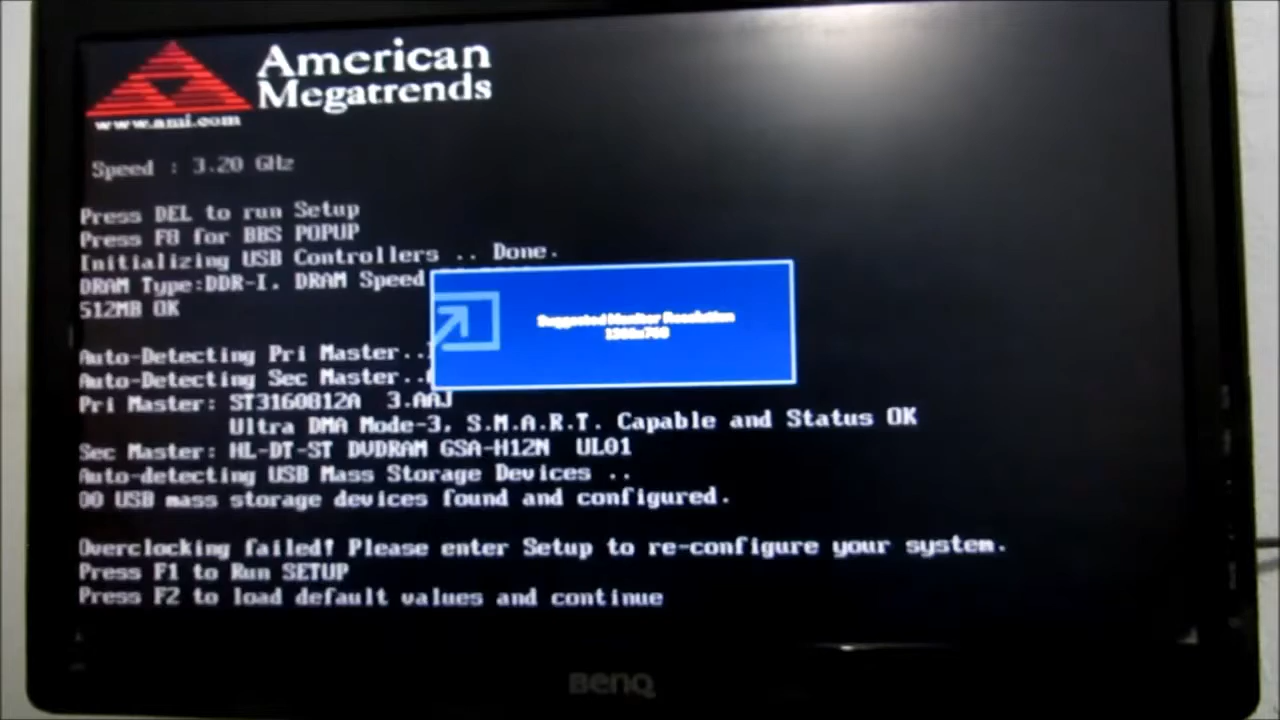 American
Megatrends
www.ami.com
Speed : 3.20 GHz
Press DEL to run Setup
Press F8 for BBS POPUP
Initializing USB Controllers .. Done.
DRAM Type:DDR-I. DRAM Speed
512MB OK
Suggested Monitor Resolution
Auto-Detecting Pri Master..
Auto-Detecting Sec Master..
Pri Master: ST3160812A 3.AAJ
Ultra DMA Mode-3, S.M.A.R.T. Capable and Status OK
Sec Master: HL-DT-ST DVDRAM GSA-H12N UL01
Auto-detecting USB Mass Storage Devices ..
00 USB mass storage devices found and configured.
Overclocking failed! Please enter Setup to re-configure your system.
Press F1 to Run SETUP
Press F2 to load default values and continue
BenQ